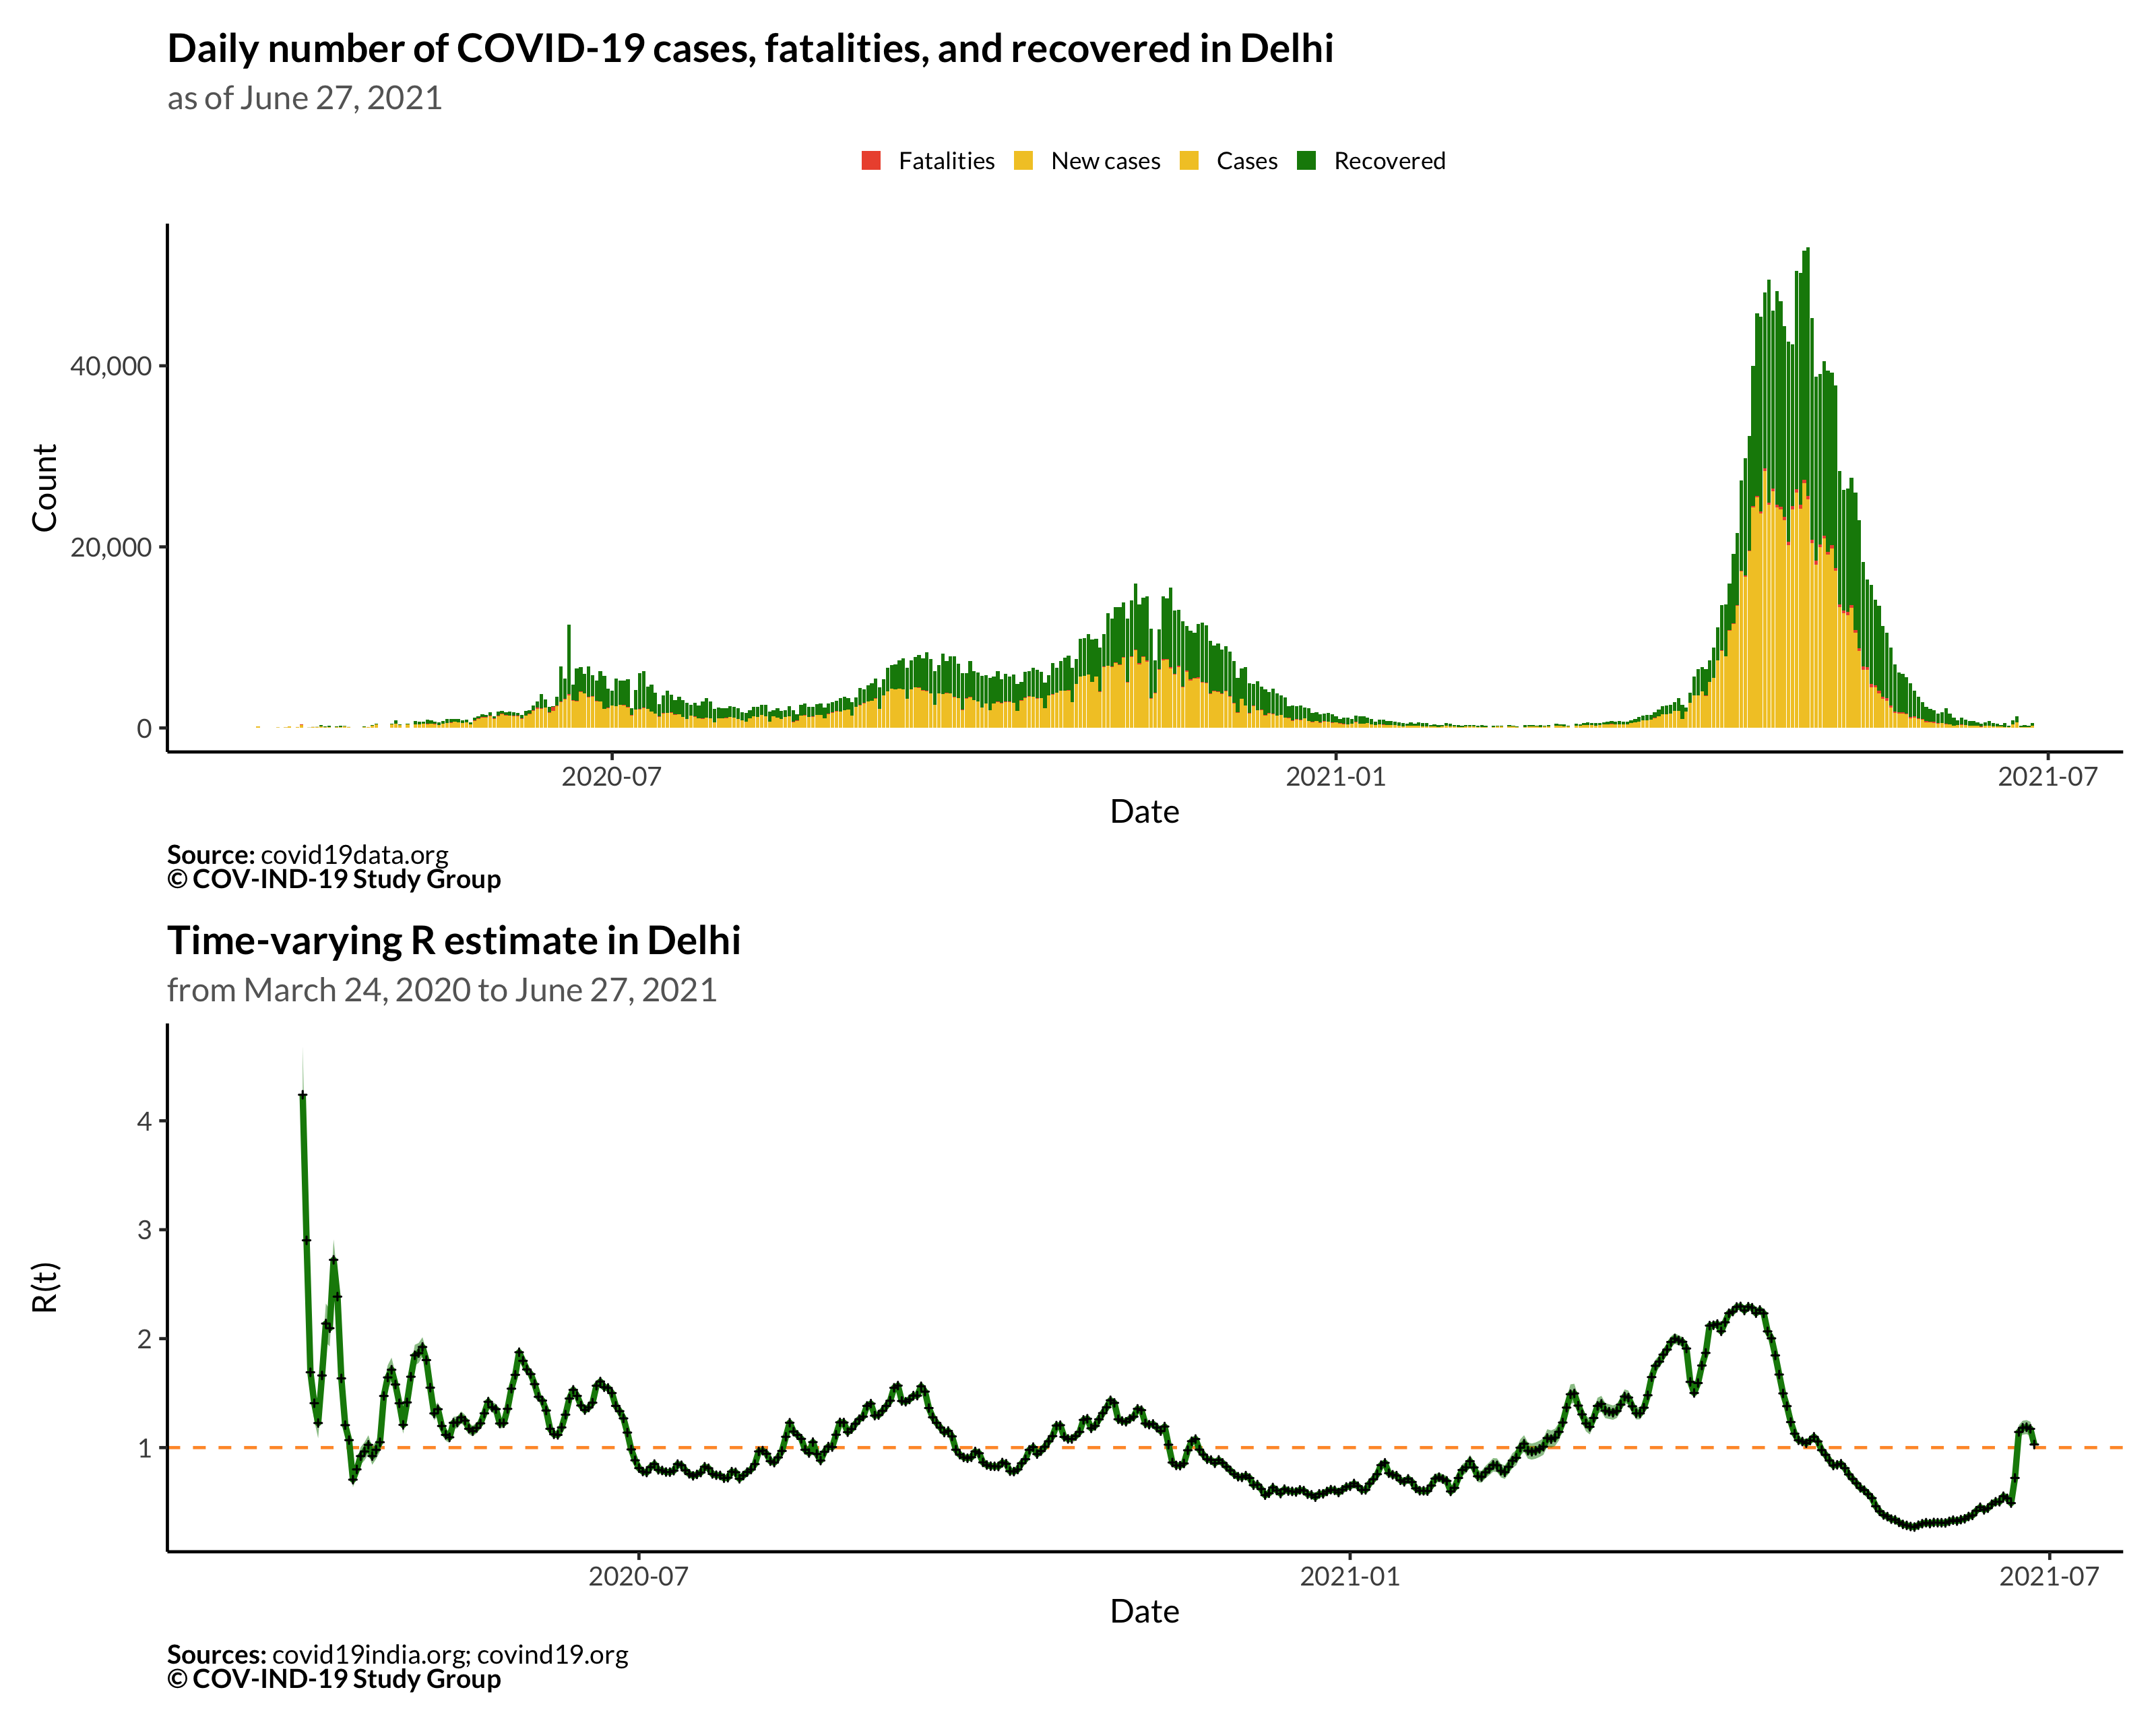 Daily number of COVID-19 cases, fatalities, and recovered in Delhi
as of June 27, 2021
Fatalities New cases Cases Recovered
Count
40,000
20,000
0
2020-07 2021-01 2021-07
Date
Source: covid19data.org
© COV-IND-19 Study Group
Time-varying R estimate in Delhi
from March 24, 2020 to June 27, 2021
R(t)
4
3
2
1
2020-07 2021-01 2021-07
Date
Sources: covid19india.org; covind19.org
© COV-IND-19 Study Group